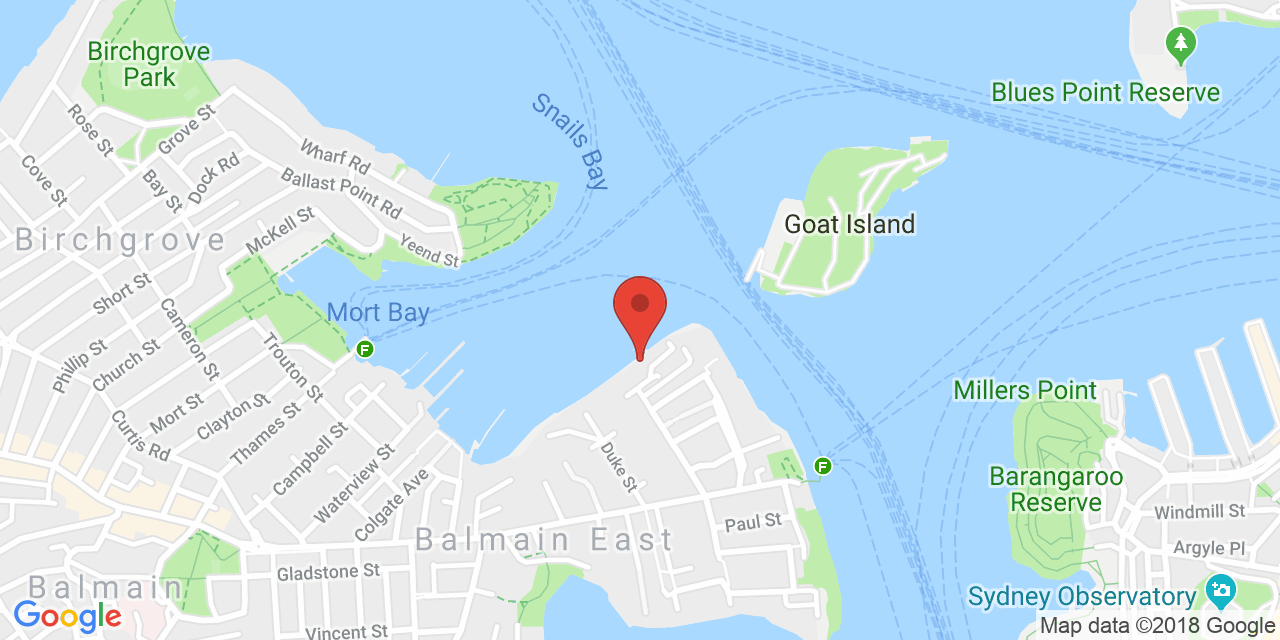 Birchgrove
Park
Blues Point Reserve
Snails Bay
Rose St
Grove St
Wharf Rd
Dock Rd
Cove St
Bay St
Ballast Point Rd
McKell St
Goat Island
Birchgrove
Yeend St
Short St
Mort Bay
Cameron St
F
Phillip St
Church St
Trouton St
Millers Point
Mort St
Clayton St
Curtis Rd
Thames St
Campbell St
Waterview St
Duke St
F
Barangaroo
Reserve
Colgate Ave
Windmill St
Paul St
Balmain East
Argyle Pl
Gladstone St
Balmain
Sydney Observatory
Google
Vincent St
Map data ©2018 Google